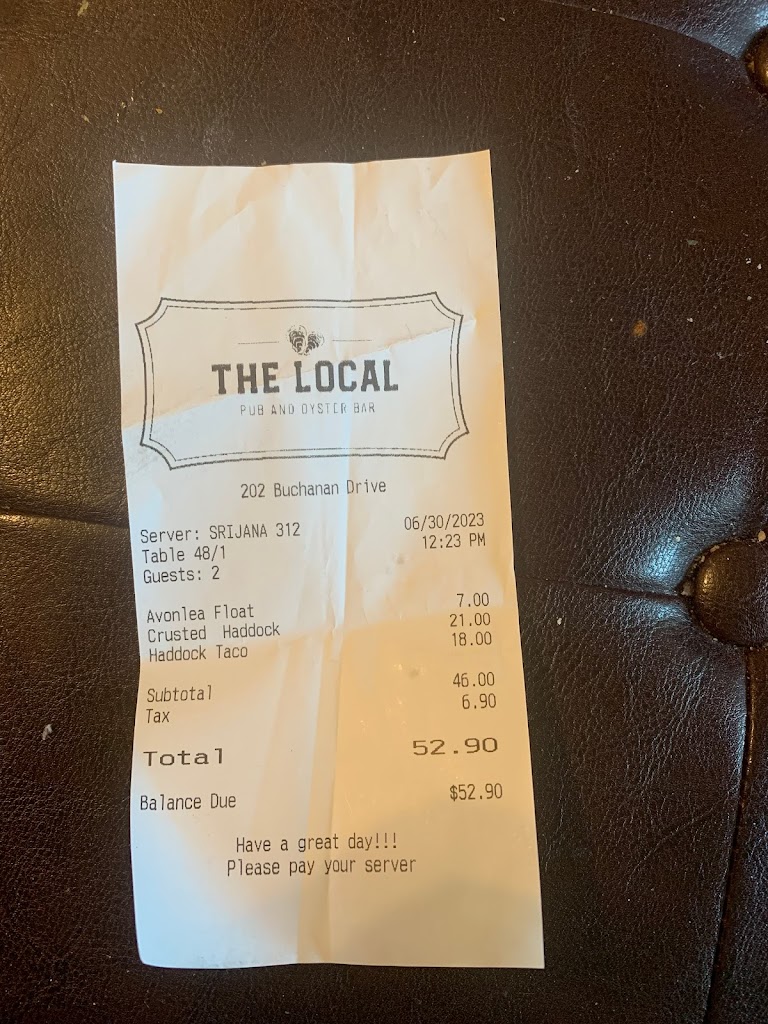 THE LOCAL
PUB AND OYSTER BAR
202 Buchanan Drive
Server: SRIJANA 312 06/30/2023
Table 48/1 12:23 PM
Guests: 2
Avonlea Float 7.00
Crusted Haddock 21.00
Haddock Taco 18.00
Subtotal 46.00
Tax 6.90
Total 52.90
Balance Due $52.90
Have a great day!!!
Please pay your server